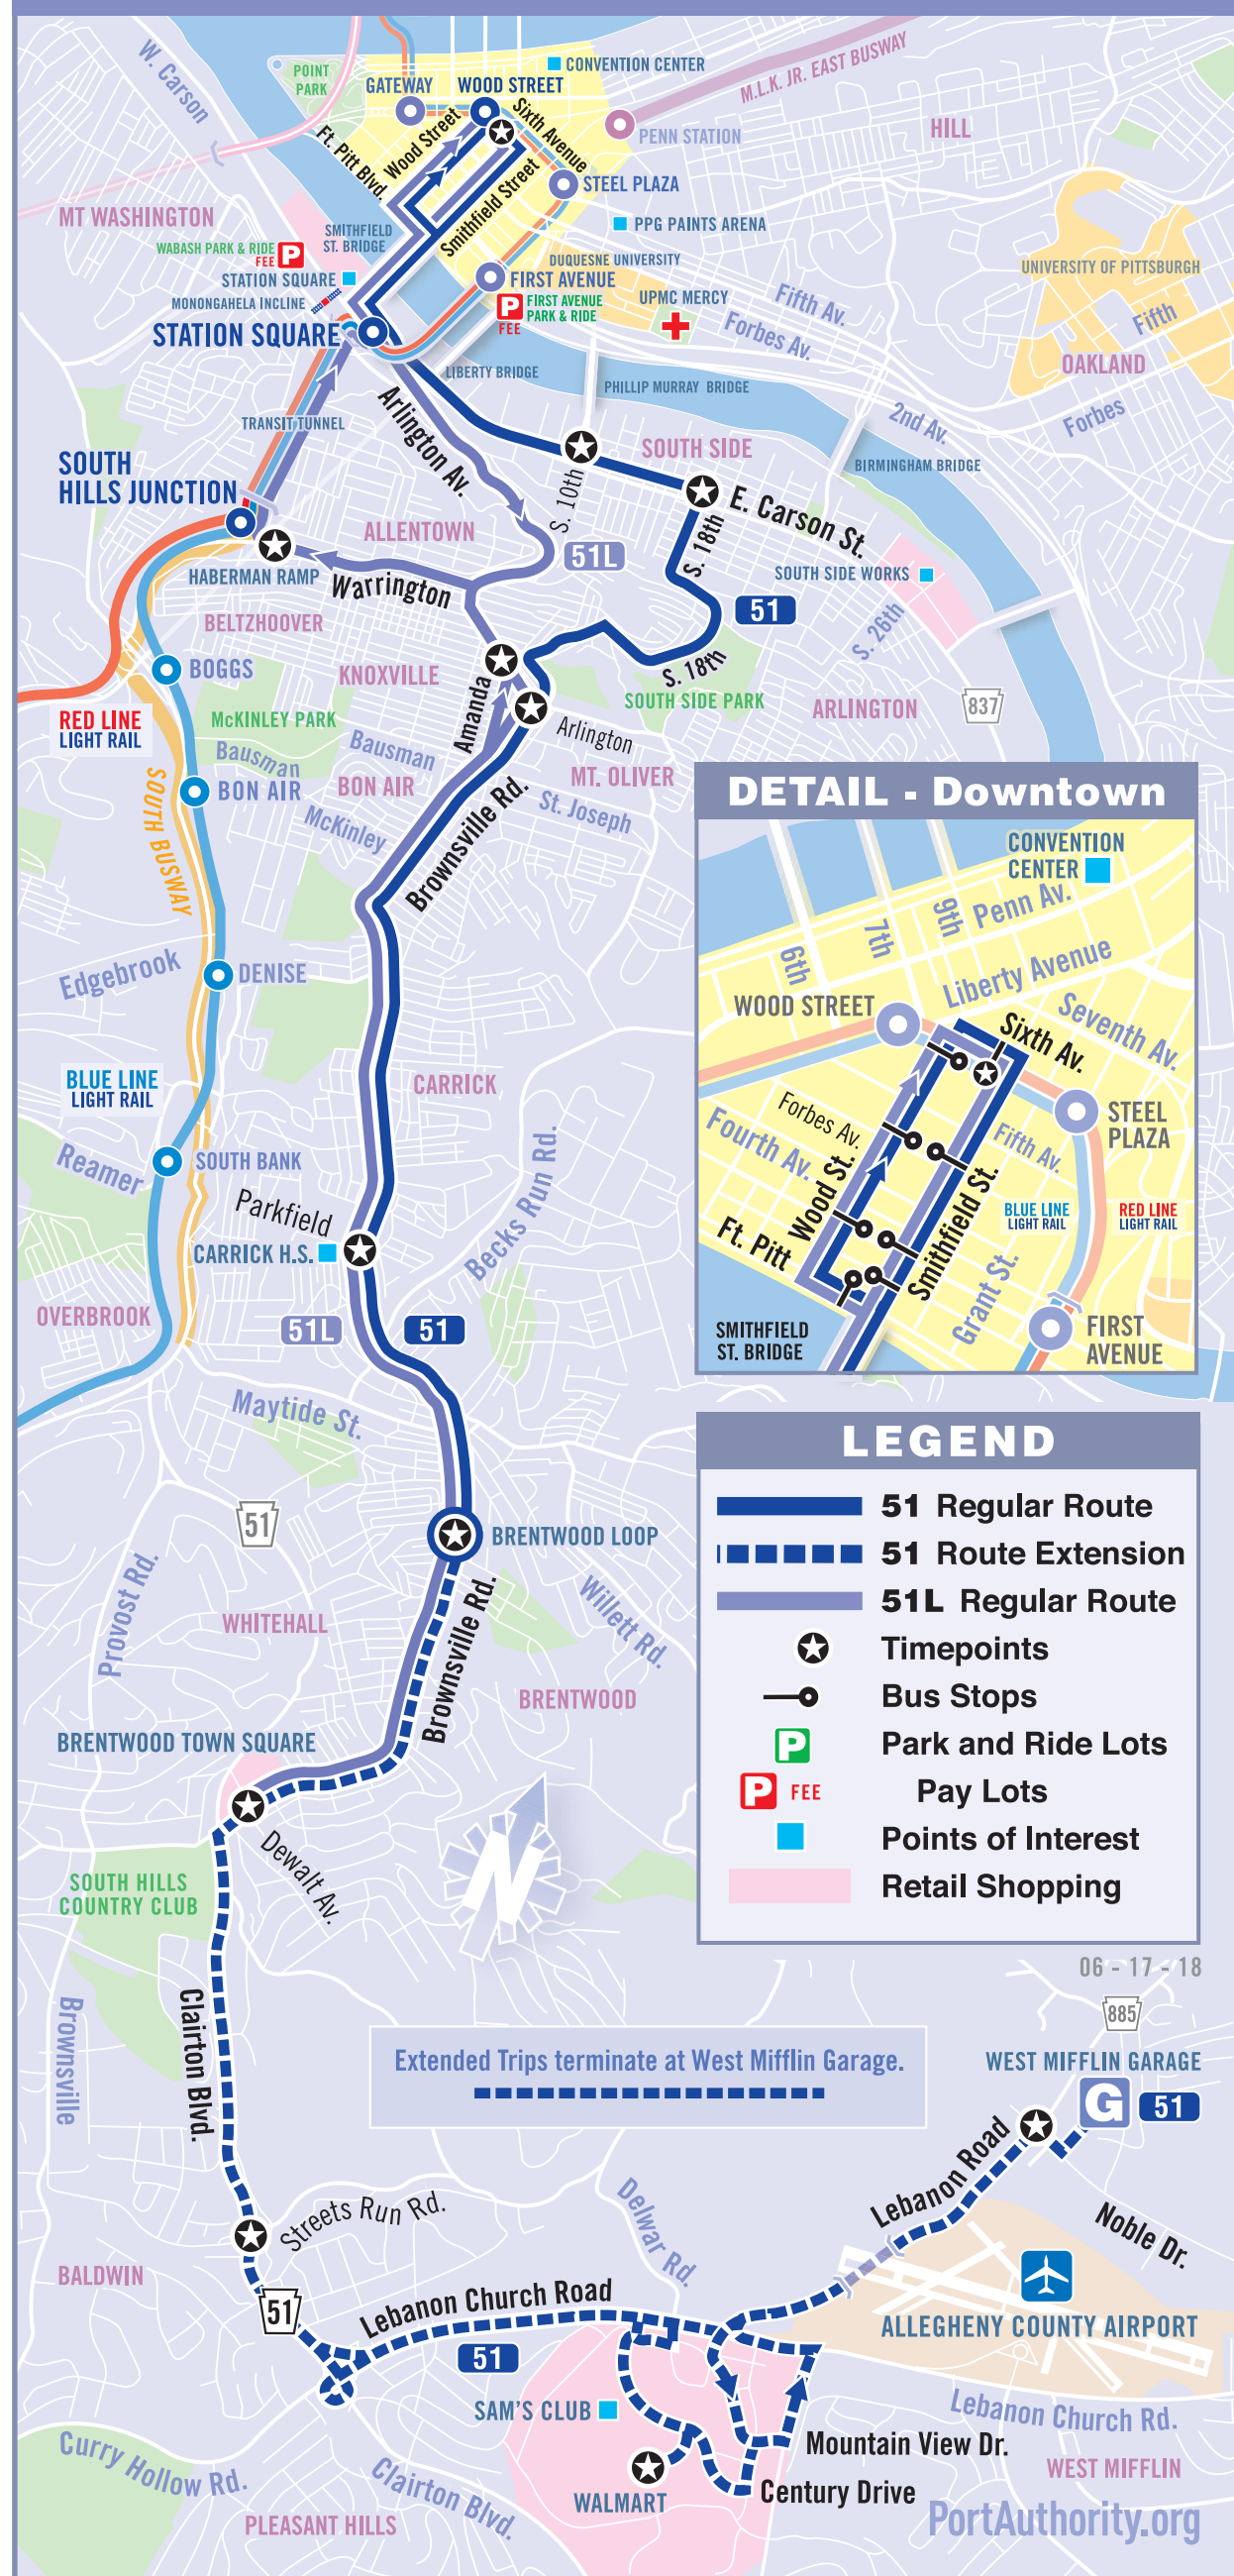 W. Carson
POINT
PARK
GATEWAY
WOOD STREET
CONVENTION CENTER
M.L.K. JR. EAST BUSWAY
HILL
PENN STATION
Sixth Avenue
Wood Street
Ft. Pitt Blvd.
Smithfield Street
STEEL PLAZA
MT WASHINGTON
PPG PAINTS ARENA
SMITHFIELD
ST. BRIDGE
WABASH PARK & RIDE
FEE
P
STATION SQUARE
MONONGAHELA INCLINE
STATION SQUARE
DUQUESNE UNIVERSITY
FIRST AVENUE
P
FEE
FIRST AVENUE
PARK & RIDE
UPMC MERCY
UNIVERSITY OF PITTSBURGH
Fifth Av.
Forbes Av.
Fifth
OAKLAND
Forbes
LIBERTY BRIDGE
PHILLIP MURRAY BRIDGE
2nd Av.
BIRMINGHAM BRIDGE
TRANSIT TUNNEL
Arlington Av.
SOUTH SIDE
SOUTH
HILLS JUNCTION
S. 10th
E. Carson St.
S. 18th
ALLENTOWN
51L
HABERMAN RAMP
Warrington
SOUTH SIDE WORKS
51
S. 26th
BELTZHOOVER
BOGGS
KNOXVILLE
S. 18th
SOUTH SIDE PARK
ARLINGTON
837
RED LINE
LIGHT RAIL
McKINLEY PARK
Amanda
Arlington
Bausman
Bausman
BON AIR
BON AIR
MT. OLIVER
McKinley
St. Joseph
SOUTH BUSWAY
Brownsville Rd.
DETAIL - Downtown
CONVENTION
CENTER
Penn Av.
9th
7th
6th
Liberty Avenue
WOOD STREET
Seventh Av.
Sixth Av.
Forbes Av.
Fourth Av.
Fifth Av.
STEEL
PLAZA
Wood St.
Smithfield St.
Ft. Pitt
BLUE LINE
LIGHT RAIL
RED LINE
LIGHT RAIL
Grant St.
SMITHFIELD
ST. BRIDGE
FIRST
AVENUE
Edgebrook
DENISE
BLUE LINE
LIGHT RAIL
CARRICK
Reamer
SOUTH BANK
Parkfield
CARRICK H.S.
Becks Run Rd.
OVERBROOK
51L
51
Maytide St.
LEGEND
51 Regular Route
51 Route Extension
51L Regular Route
Timepoints
Bus Stops
P
Park and Ride Lots
P FEE
Pay Lots
Points of Interest
Retail Shopping
06 - 17 - 18
51
BRENTWOOD LOOP
Provost Rd.
WHITEHALL
Brownsville Rd.
Willett Rd.
BRENTWOOD
BRENTWOOD TOWN SQUARE
Dewalt Av.
N
SOUTH HILLS
COUNTRY CLUB
Brownsville
Clairton Blvd.
Extended Trips terminate at West Mifflin Garage.
885
WEST MIFFLIN GARAGE
G
51
Lebanon Road
Noble Dr.
Streets Run Rd.
Delwar Rd.
BALDWIN
51
Lebanon Church Road
51
ALLEGHENY COUNTY AIRPORT
SAM'S CLUB
Lebanon Church Rd.
Mountain View Dr.
WEST MIFFLIN
Curry Hollow Rd.
Clairton Blvd.
WALMART
Century Drive
PLEASANT HILLS
PortAuthority.org